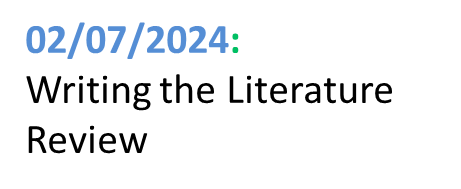 02/07/2024:
Writing the Literature
Review